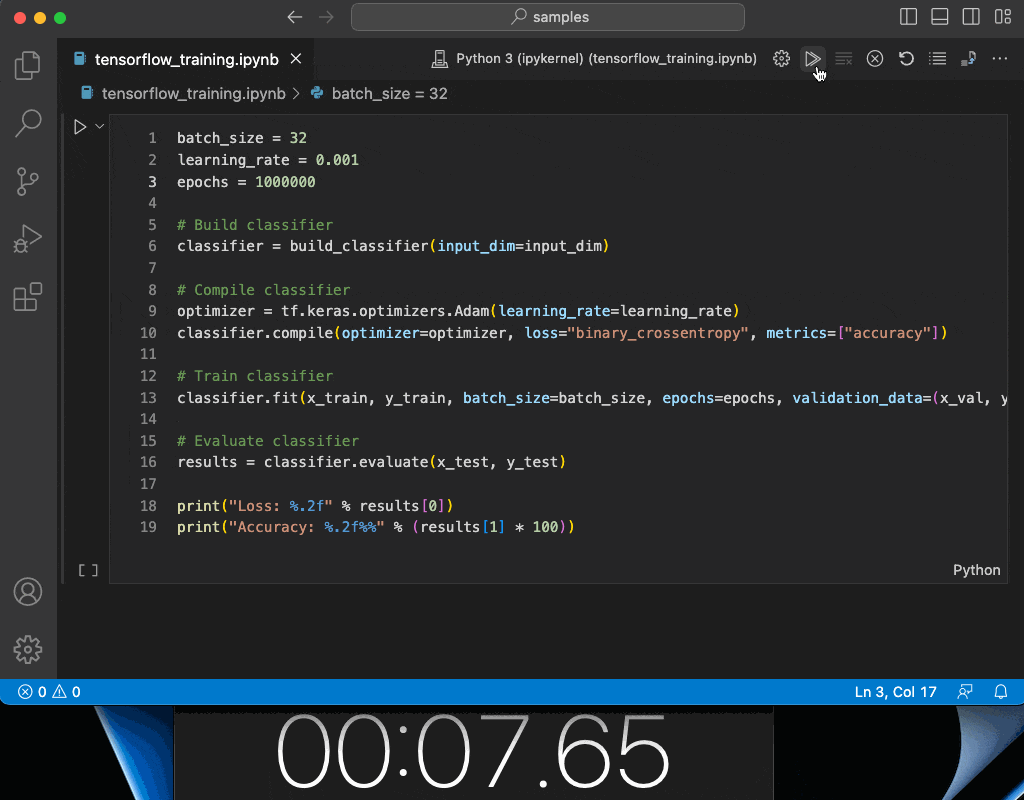 samples
tensorflow_training.ipynb
Python 3 (ipykernel) (tensorflow_training.ipynb)
tensorflow_training.ipynb > batch_size = 32
1 batch_size = 32
2 learning_rate = 0.001
3 epochs = 1000000
4
5 # Build classifier
6 classifier = build_classifier(input_dim=input_dim)
7
8 # Compile classifier
9 optimizer = tf.keras.optimizers.Adam(learning_rate=learning_rate)
10 classifier.compile(optimizer=optimizer, loss="binary_crossentropy", metrics=["accuracy"])
11
12 # Train classifier
13 classifier.fit(x_train, y_train, batch_size=batch_size, epochs=epochs, validation_data=(x_val, y
14
15 # Evaluate classifier
16 results = classifier.evaluate(x_test, y_test)
17
18 print("Loss: %.2f" % results[0])
19 print("Accuracy: %.2f%%" % (results[1] * 100))
[ ]
Python
0 0
Ln 3, Col 17
00:07.65